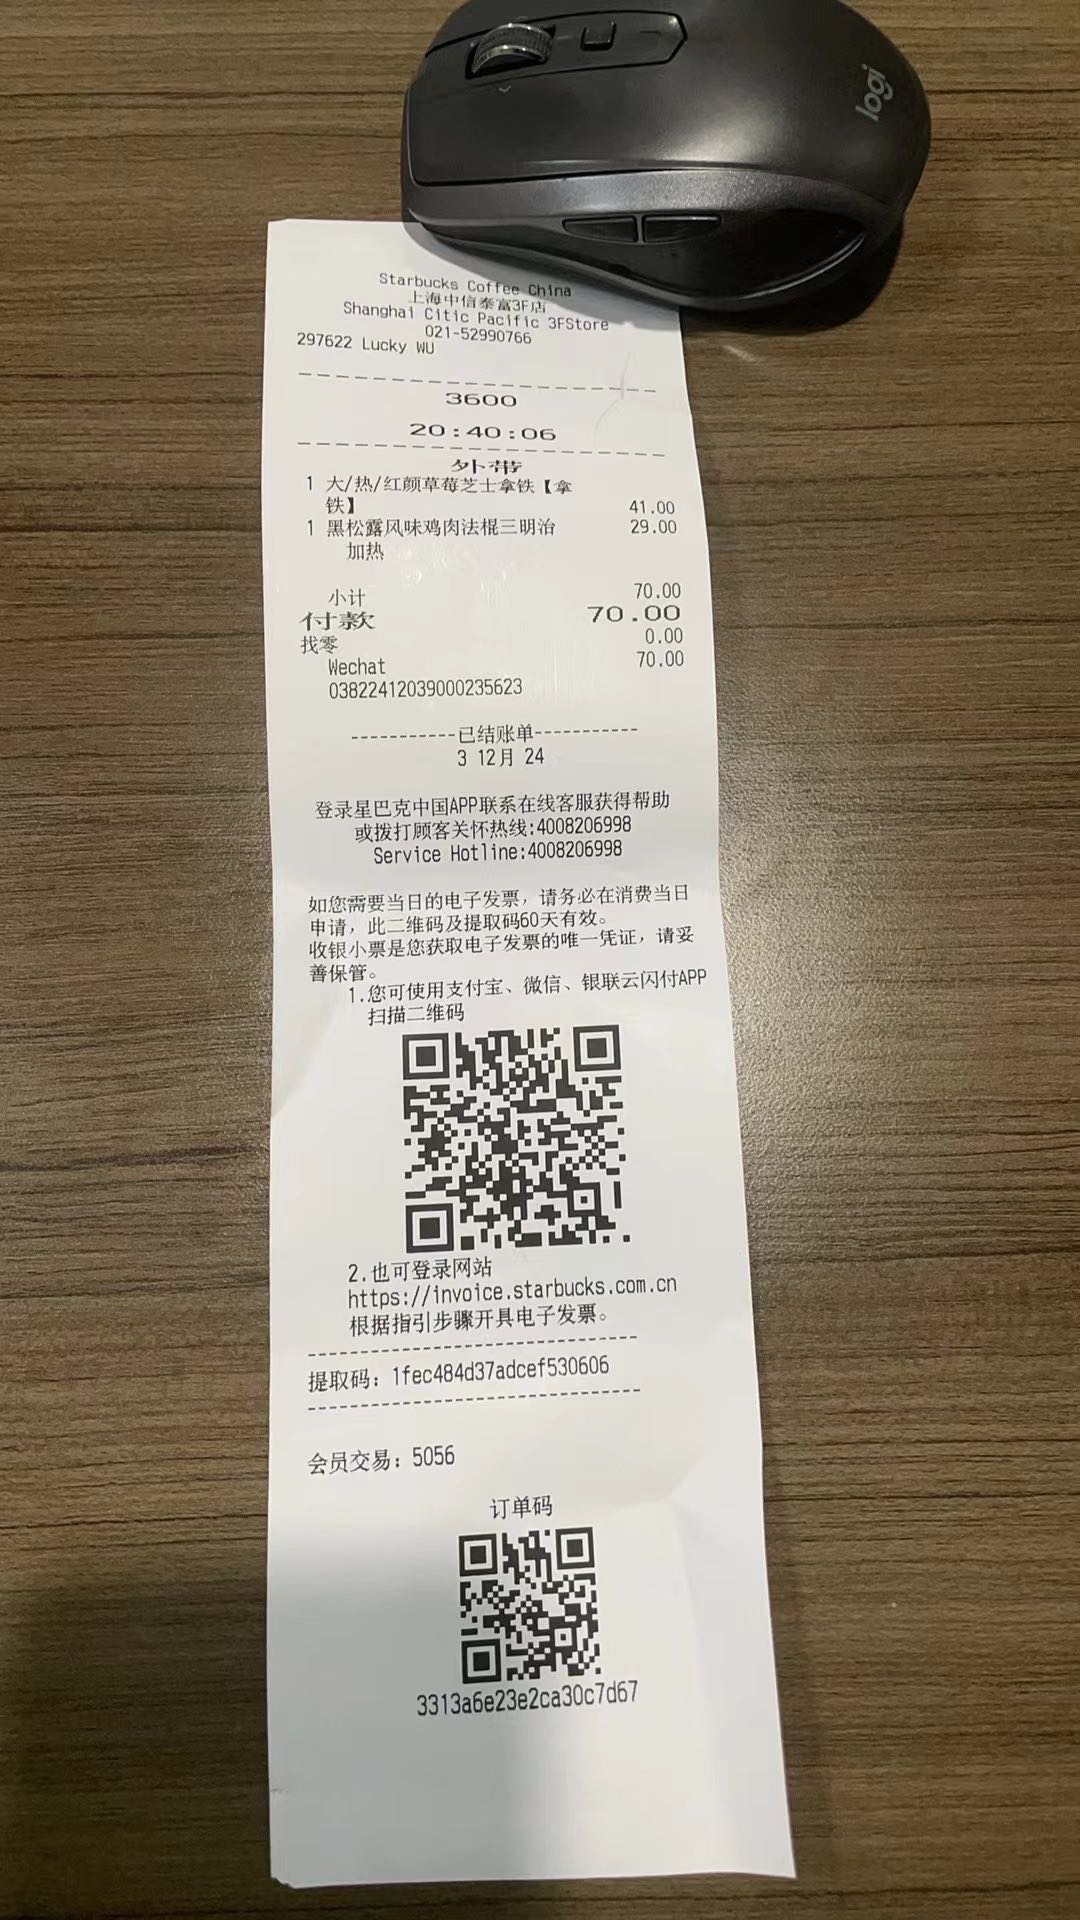 logi
Starbucks Coffee China
上海中信泰富3F店
Shanghai Citic Pacific 3FStore
021-52990766
297622 Lucky WU
3600
20:40:06
外带
1 大/热/红颜草莓芝士拿铁【拿
铁】 41.00
1 黑松露风味鸡肉法棍三明治 29.00
加热
小计 70.00
付款 70.00
找零 0.00
Wechat 70.00
03822412039000235623
-----------已结账单-----------
3 12月 24
登录星巴克中国APP联系在线客服获得帮助
或拨打顾客关怀热线:4008206998
Service Hotline:4008206998
如您需要当日的电子发票，请务必在消费当日
申请，此二维码及提取码60天有效。
收银小票是您获取电子发票的唯一凭证，请妥
善保管。
1.您可使用支付宝、微信、银联云闪付APP
扫描二维码
2.也可登录网站
https://invoice.starbucks.com.cn
根据指引步骤开具电子发票。
提取码：1fec484d37adcef530606
会员交易：5056
订单码
3313a6e23e2ca30c7d67